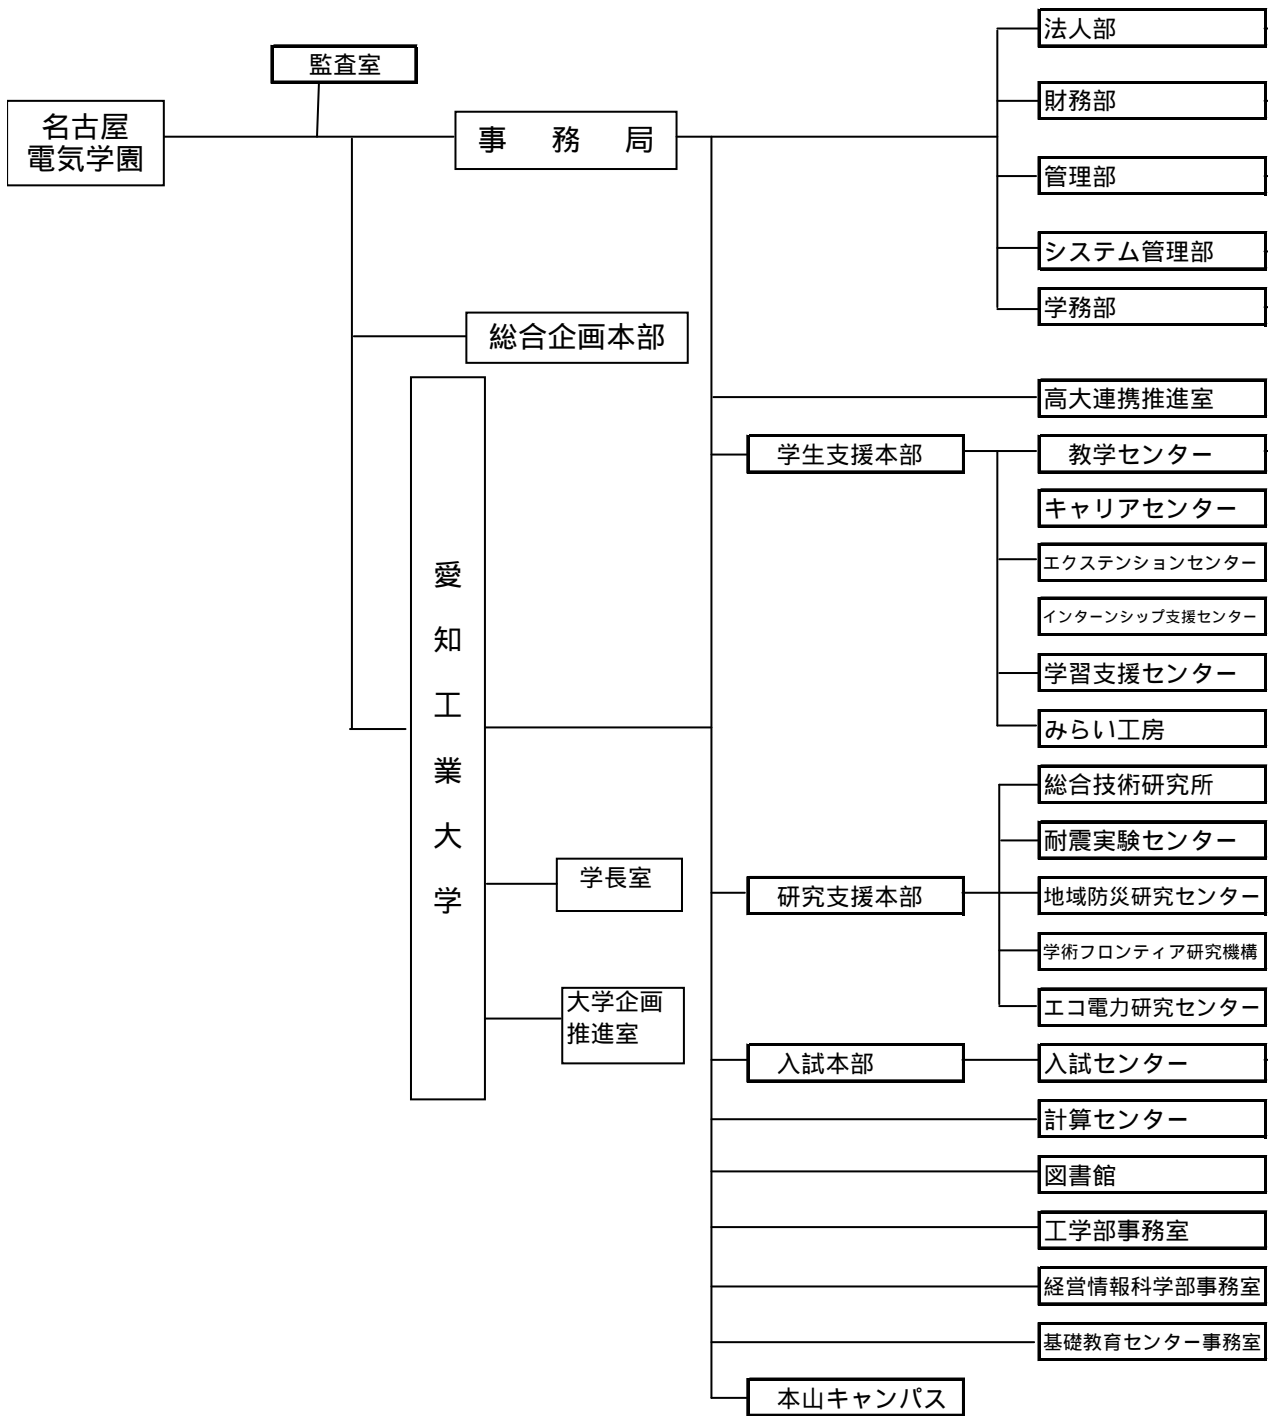 監査室
名古屋
電気学園
事　務　局
法人部
財務部
管理部
システム管理部
学務部
総合企画本部
愛知工業大学
高大連携推進室
学生支援本部
教学センター
キャリアセンター
エクステンションセンター
インターンシップ支援センター
学習支援センター
みらい工房
総合技術研究所
耐震実験センター
学長室
研究支援本部
地域防災研究センター
学術フロンティア研究機構
エコ電力研究センター
大学企画
推進室
入試本部
入試センター
計算センター
図書館
工学部事務室
経営情報科学部事務室
基礎教育センター事務室
本山キャンパス